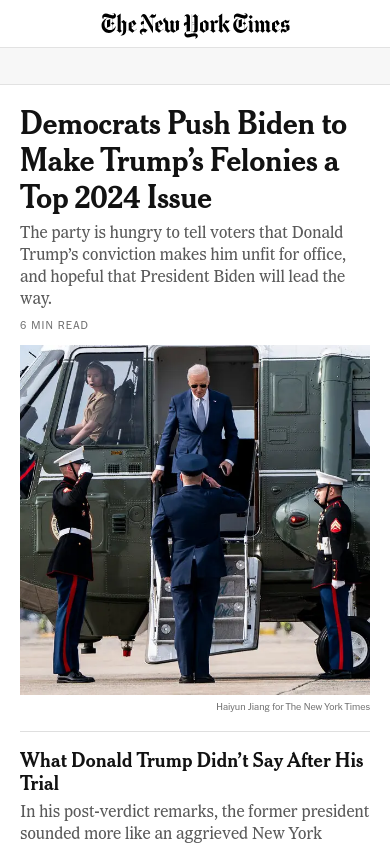 The New York Times
Democrats Push Biden to
Make Trump’s Felonies a
Top 2024 Issue
The party is hungry to tell voters that Donald
Trump’s conviction makes him unfit for office,
and hopeful that President Biden will lead the
way.
6 MIN READ
Haiyun Jiang for The New York Times
What Donald Trump Didn’t Say After His
Trial
In his post-verdict remarks, the former president
sounded more like an aggrieved New York